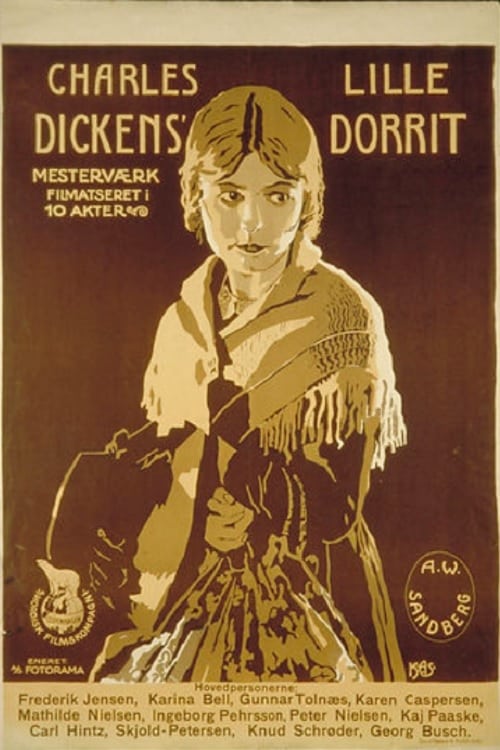 CHARLES LILLE
DICKENS' DORRIT
MESTERVÆRK
FILMATSERET i
10 AKTER
A.W.
SANDBERG
NORDISK FILMS KOMPAGNI
COPENHAGEN
ENERET:
A/S FOTORAMA
K&S
Hovedpersonerne:
Frederik Jensen, Karina Bell, Gunnar Tolnæs, Karen Caspersen,
Mathilde Nielsen, Ingeborg Pehrsson, Peter Nielsen, Kaj Paaske,
Carl Hintz, Skjold-Petersen, Knud Schrøder, Georg Busch.